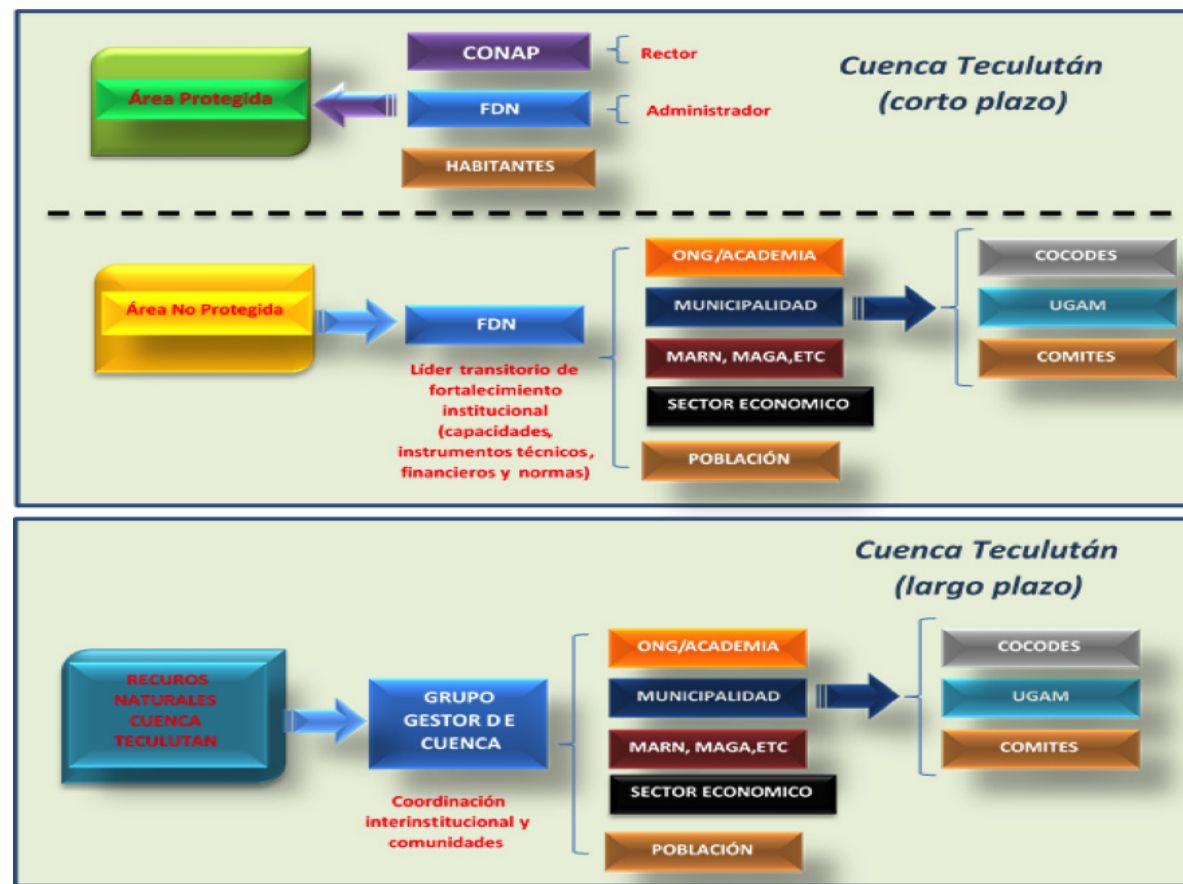 CONAP
Rector
Cuenca Teculután
(corto plazo)
Área Protegida
FDN
Administrador
HABITANTES
Área No Protegida
FDN
Líder transitorio de
fortalecimiento
institucional
(capacidades,
instrumentos técnicos,
financieros y normas)
ONG/ACADEMIA
MUNICIPALIDAD
MARN, MAGA,ETC
SECTOR ECONOMICO
POBLACIÓN
COCODES
UGAM
COMITES
Cuenca Teculután
(largo plazo)
RECUROS
NATURALES
CUENCA
TECULUTAN
GRUPO
GESTOR DE
CUENCA
Coordinación
interinstitucional y
comunidades
ONG/ACADEMIA
MUNICIPALIDAD
MARN, MAGA,ETC
SECTOR ECONOMICO
POBLACIÓN
COCODES
UGAM
COMITES